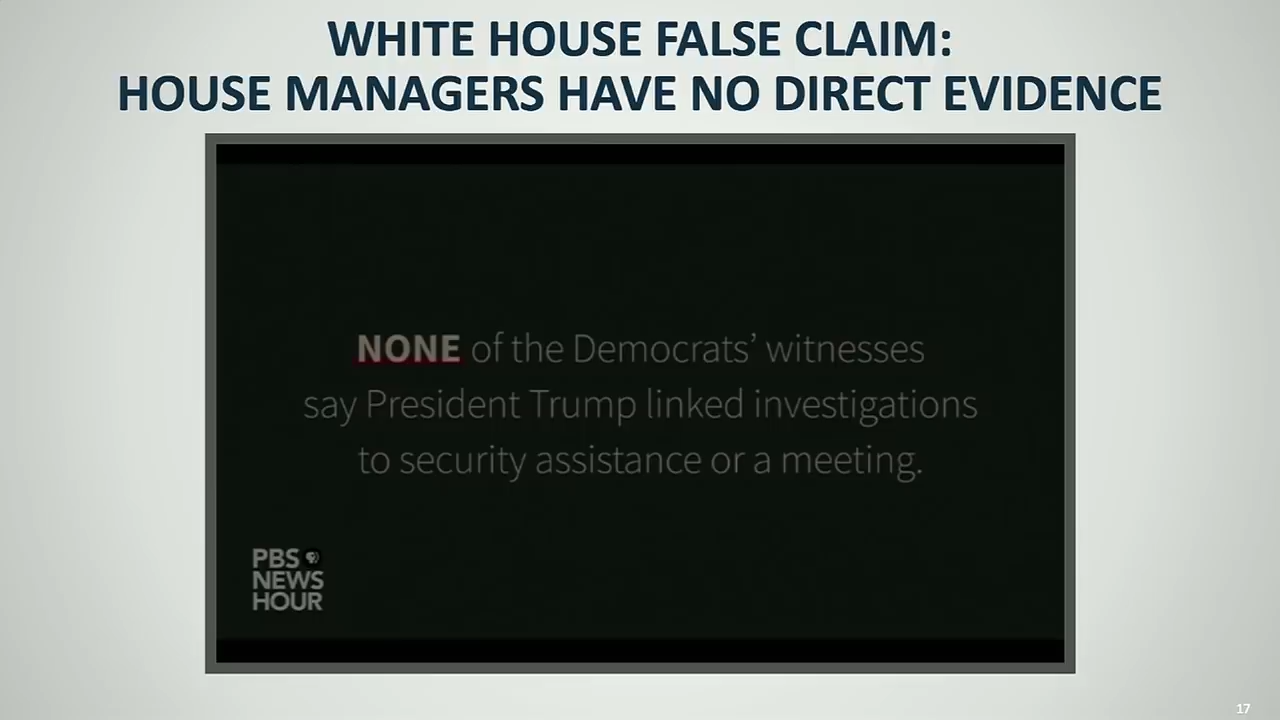 WHITE HOUSE FALSE CLAIM:
HOUSE MANAGERS HAVE NO DIRECT EVIDENCE
NONE of the Democrats’ witnesses
say President Trump linked investigations
to security assistance or a meeting.
PBS
NEWS
HOUR
17